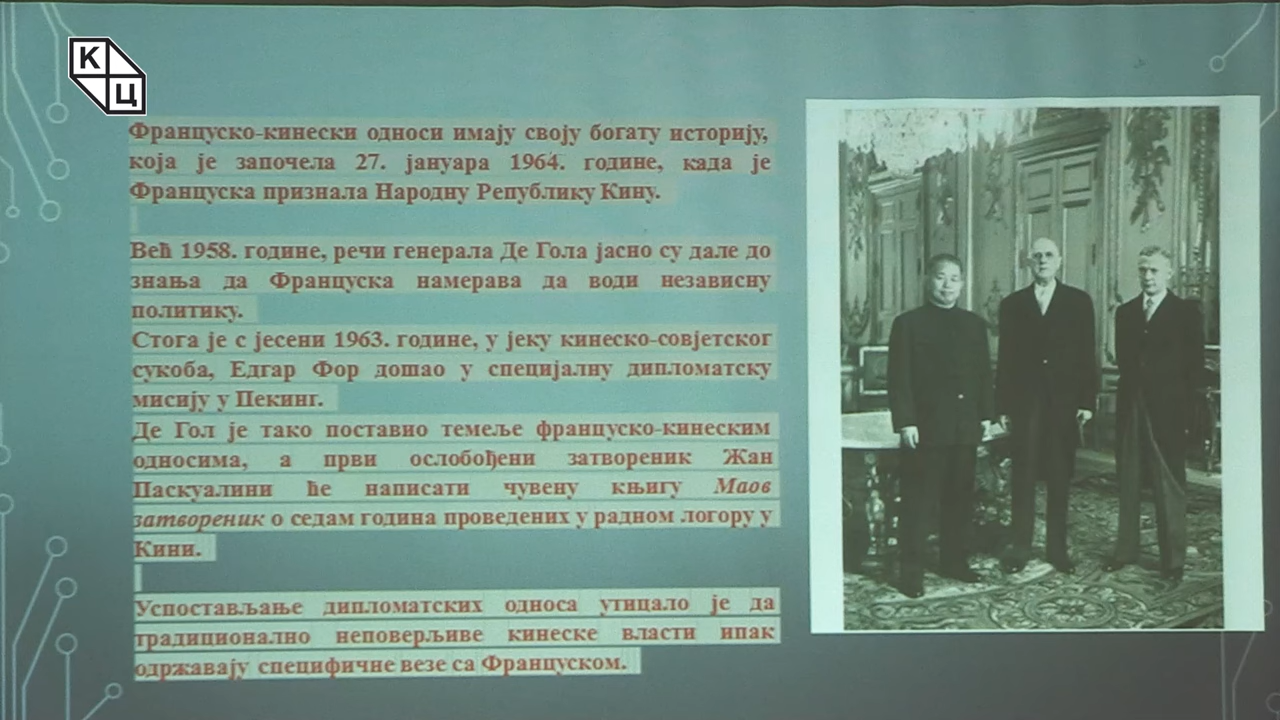 К
Ц
Француско-кинески односи имају своју богату историју,
која је започела 27. јануара 1964. године, када је
Француска признала Народну Републику Кину.
Већ 1958. године, речи генерала Де Гола јасно су дале до
знања да Француска намерава да води независну
политику.
Стога је с јесени 1963. године, у јеку кинеско-совјетског
сукоба, Едгар Фор дошао у специјалну дипломатску
мисију у Пекинг.
Де Гол је тако поставио темеље француско-кинеским
односима, а први ослобођени затвореник Жан
Паскуалини ће написати чувену књигу Маов
затвореник о седам година проведених у радном логору у
Кини.
Успостављање дипломатских односа утицало је да
традиционално неповерљиве кинеске власти ипак
одржавају специфичне везе са Француском.